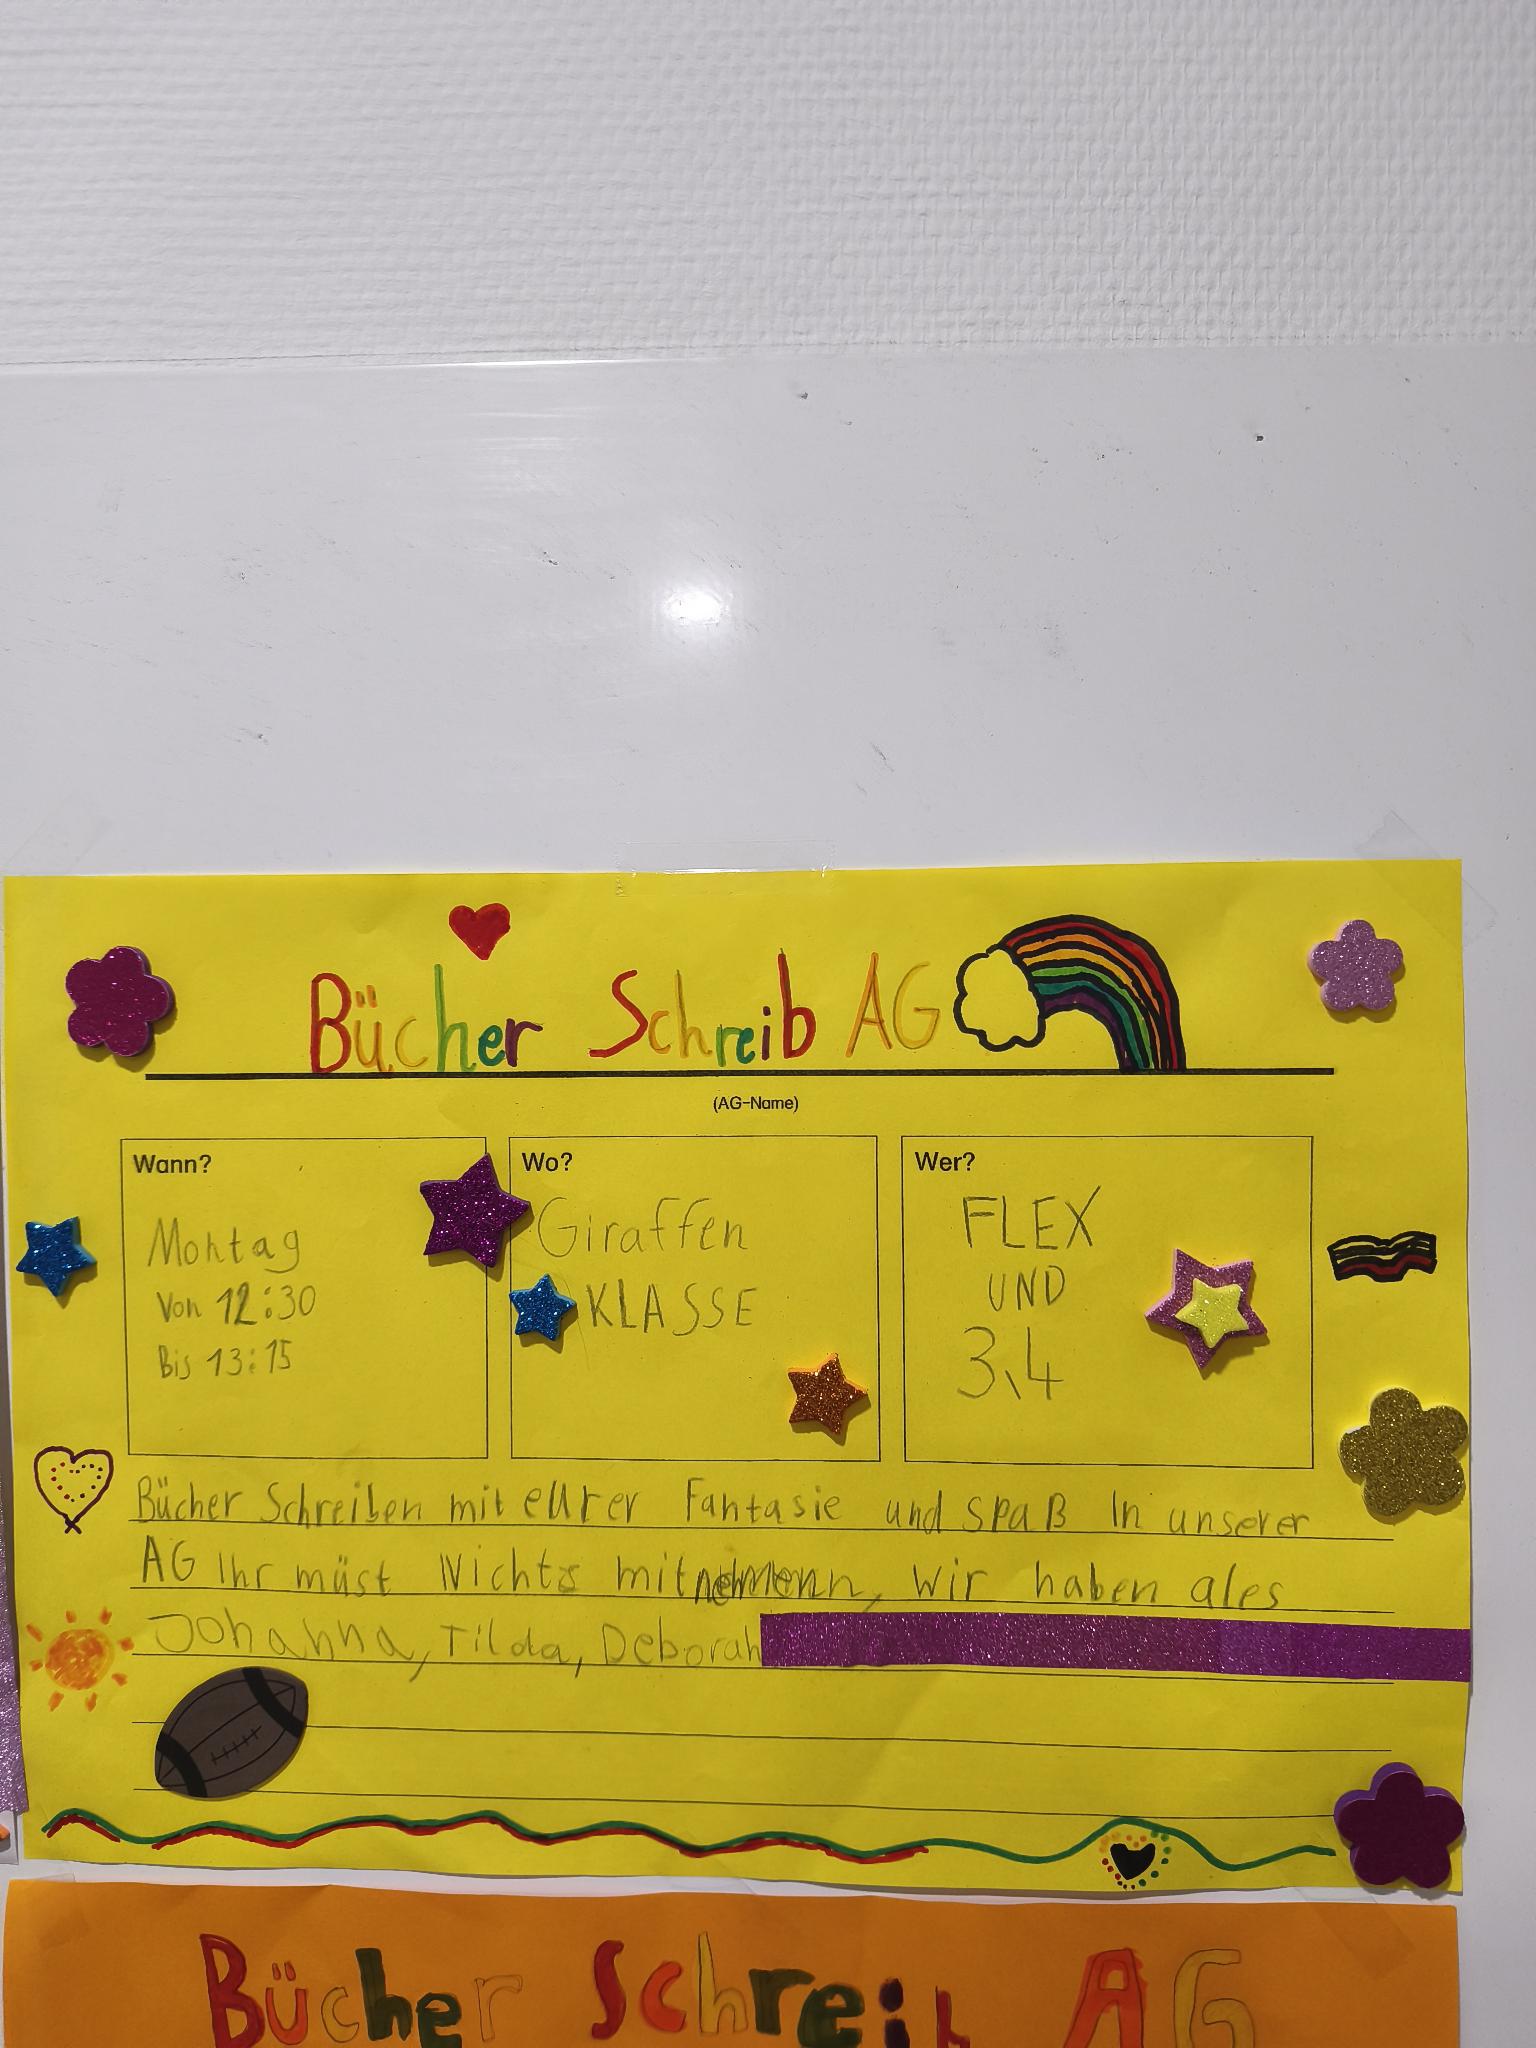 Bücher Schreib AG
(AG-Name)
Wann?
Montag
Von 12:30
Bis 13:15
Wo?
Giraffen
KLASSE
Wer?
FLEX
UND
3,4
Bücher Schreiben mit eurer Fantasie und spaß In unserer
AG Ihr müst Nichts mitnehmenn, wir haben ales
Johanna, Tilda, Deborah
Bücher Schreib AG